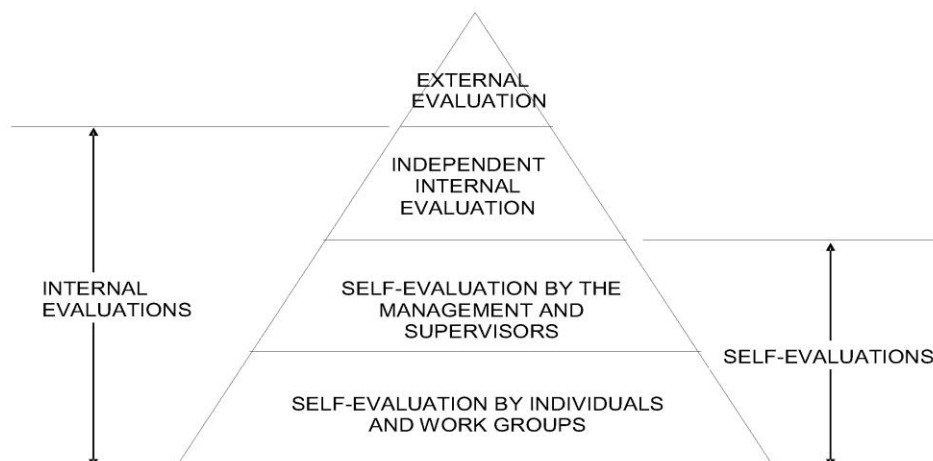 EXTERNAL
EVALUATION
INDEPENDENT
INTERNAL
EVALUATION
INTERNAL
EVALUATIONS
SELF-EVALUATION BY THE
MANAGEMENT AND
SUPERVISORS
SELF-EVALUATIONS
SELF-EVALUATION BY INDIVIDUALS
AND WORK GROUPS